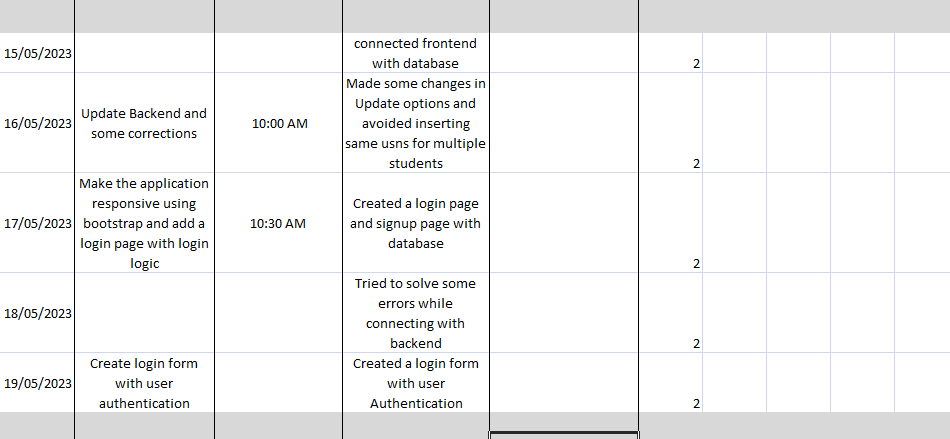 15/05/2023
connected frontend
with database
2
16/05/2023
Update Backend and
some corrections
10:00 AM
Made some changes in
Update options and
avoided inserting
same usns for multiple
students
2
17/05/2023
Make the application
responsive using
bootstrap and add a
login page with login
logic
10:30 AM
Created a login page
and signup page with
database
2
18/05/2023
Tried to solve some
errors while
connecting with
backend
2
19/05/2023
Create login form
with user
authentication
Created a login form
with user
Authentication
2